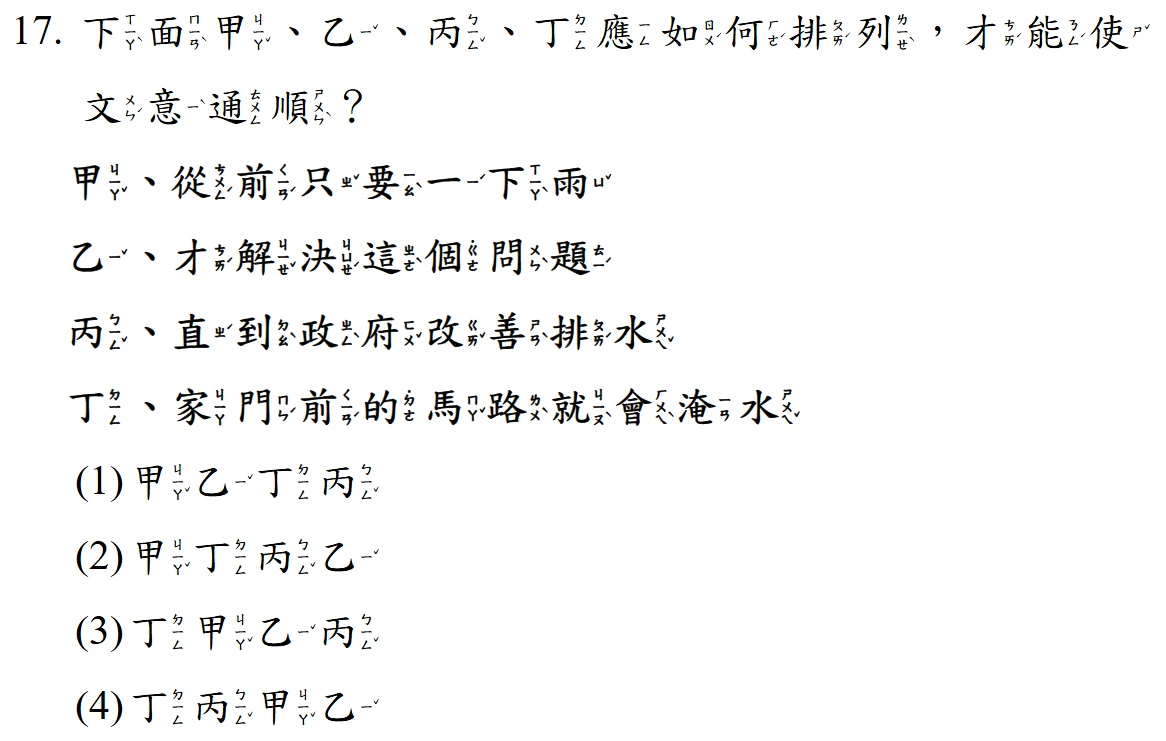 17. 下面甲、乙、丙、丁應如何排列，才能使
文意通順？
甲、從前只要一下雨
乙、才解決這個問題
丙、直到政府改善排水
丁、家門前的馬路就會淹水
(1)甲乙丁丙
(2)甲丁丙乙
(3)丁甲乙丙
(4)丁丙甲乙